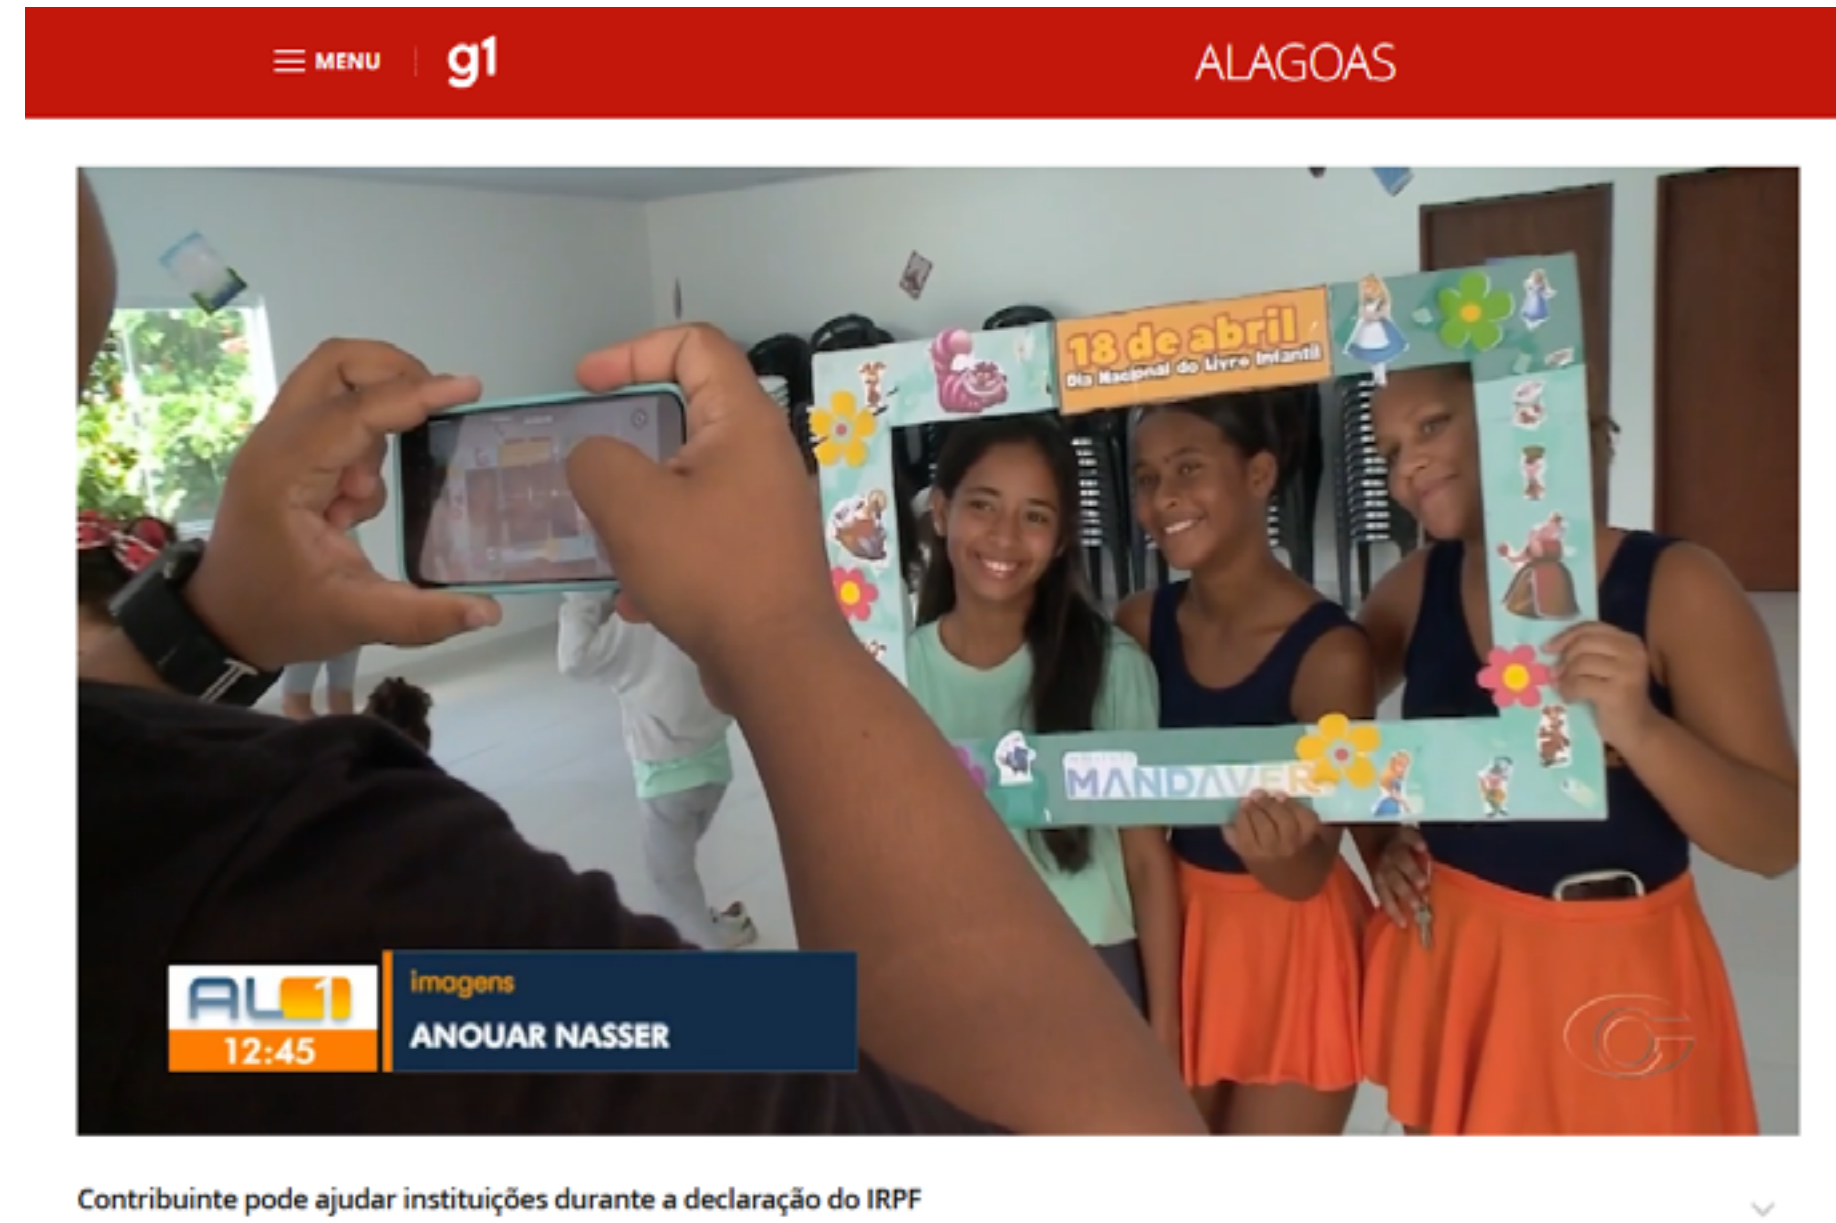 MENU
g1
ALAGOAS
18 de abril
Dia Nacional do Livro Infantil
MANDAVER
AL1
imagens
ANOUAR NASSER
12:45
Contribuinte pode ajudar instituições durante a declaração do IRPF